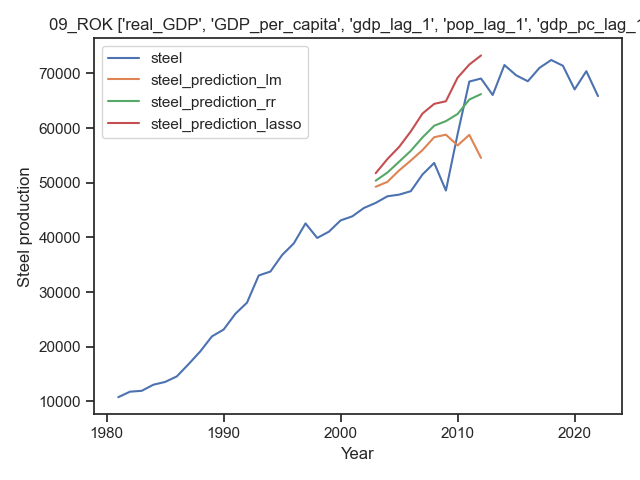 09_ROK ['real_GDP', 'GDP_per_capita', 'gdp_lag_1', 'pop_lag_1', 'gdp_pc_lag_1
steel
steel_prediction_lm
steel_prediction_rr
steel_prediction_lasso
Steel production
70000
60000
50000
40000
30000
20000
10000
1980
1990
2000
2010
2020
Year